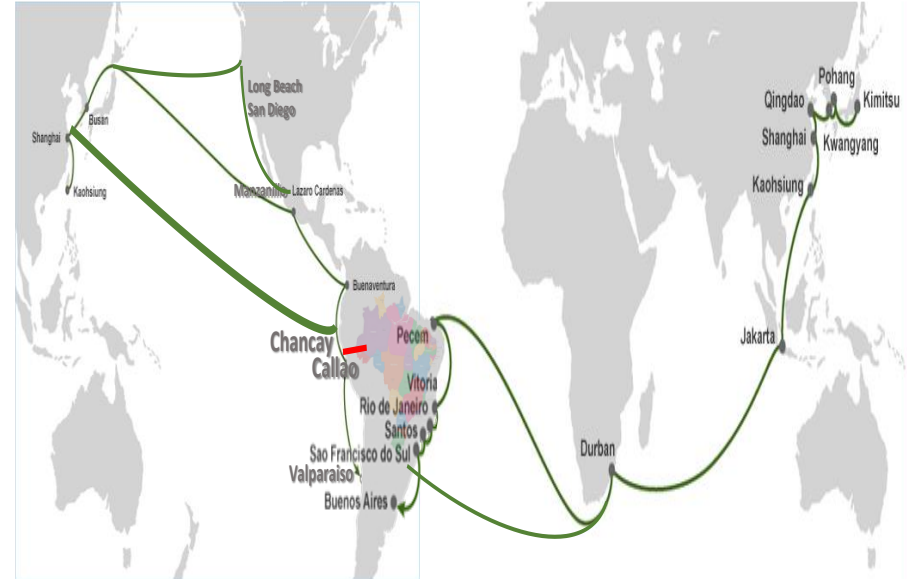 Long Beach
San Diego
Busan
Shanghai
Kaohsiung
Manzanillo
Lazaro Cardenas
Buenaventura
Chancay
Callao
Valparaiso
Pecem
Vitoria
Rio de Janeiro
Santos
Sao Francisco do Sul
Buenos Aires
Durban
Jakarta
Pohang
Qingdao
Kimitsu
Shanghai
Kwangyang
Kaohsiung